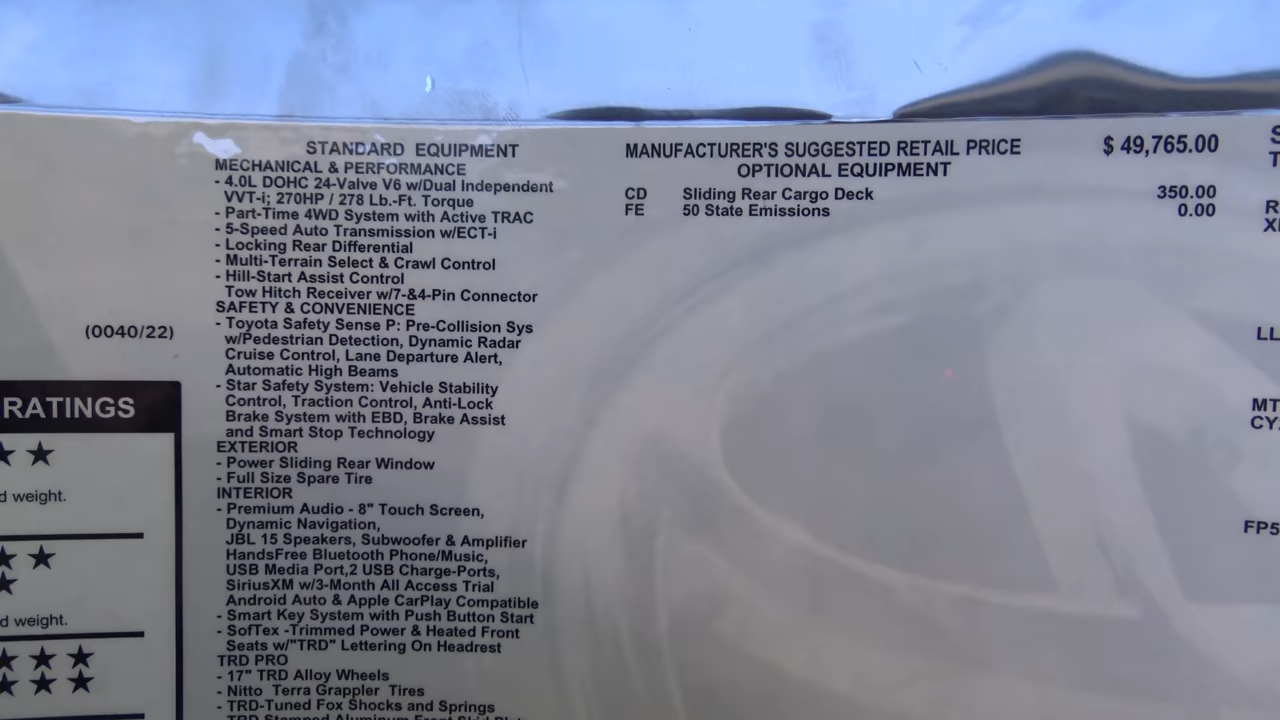 STANDARD EQUIPMENT
MECHANICAL & PERFORMANCE
- 4.0L DOHC 24-Valve V6 w/Dual Independent
VVT-i; 270HP / 278 Lb.-Ft. Torque
- Part-Time 4WD System with Active TRAC
- 5-Speed Auto Transmission w/ECT-i
- Locking Rear Differential
- Multi-Terrain Select & Crawl Control
- Hill-Start Assist Control
Tow Hitch Receiver w/7-&4-Pin Connector
SAFETY & CONVENIENCE
- Toyota Safety Sense P: Pre-Collision Sys
w/Pedestrian Detection, Dynamic Radar
Cruise Control, Lane Departure Alert,
Automatic High Beams
- Star Safety System: Vehicle Stability
Control, Traction Control, Anti-Lock
Brake System with EBD, Brake Assist
and Smart Stop Technology
EXTERIOR
- Power Sliding Rear Window
- Full Size Spare Tire
INTERIOR
- Premium Audio - 8" Touch Screen,
Dynamic Navigation,
JBL 15 Speakers, Subwoofer & Amplifier
HandsFree Bluetooth Phone/Music,
USB Media Port,2 USB Charge-Ports,
SiriusXM w/3-Month All Access Trial
Android Auto & Apple CarPlay Compatible
- Smart Key System with Push Button Start
- SofTex -Trimmed Power & Heated Front
Seats w/"TRD" Lettering On Headrest
TRD PRO
- 17" TRD Alloy Wheels
- Nitto Terra Grappler Tires
- TRD-Tuned Fox Shocks and Springs
- TRD-Stamped Aluminum Front Skid
MANUFACTURER'S SUGGESTED RETAIL PRICE $ 49,765.00
OPTIONAL EQUIPMENT
CD Sliding Rear Cargo Deck 350.00
FE 50 State Emissions 0.00
(0040/22)
RATINGS
★ ★
d weight.
★ ★
★
d weight.
★ ★ ★
★ ★ ★
S
T
R
LL
MT
CY
FP5